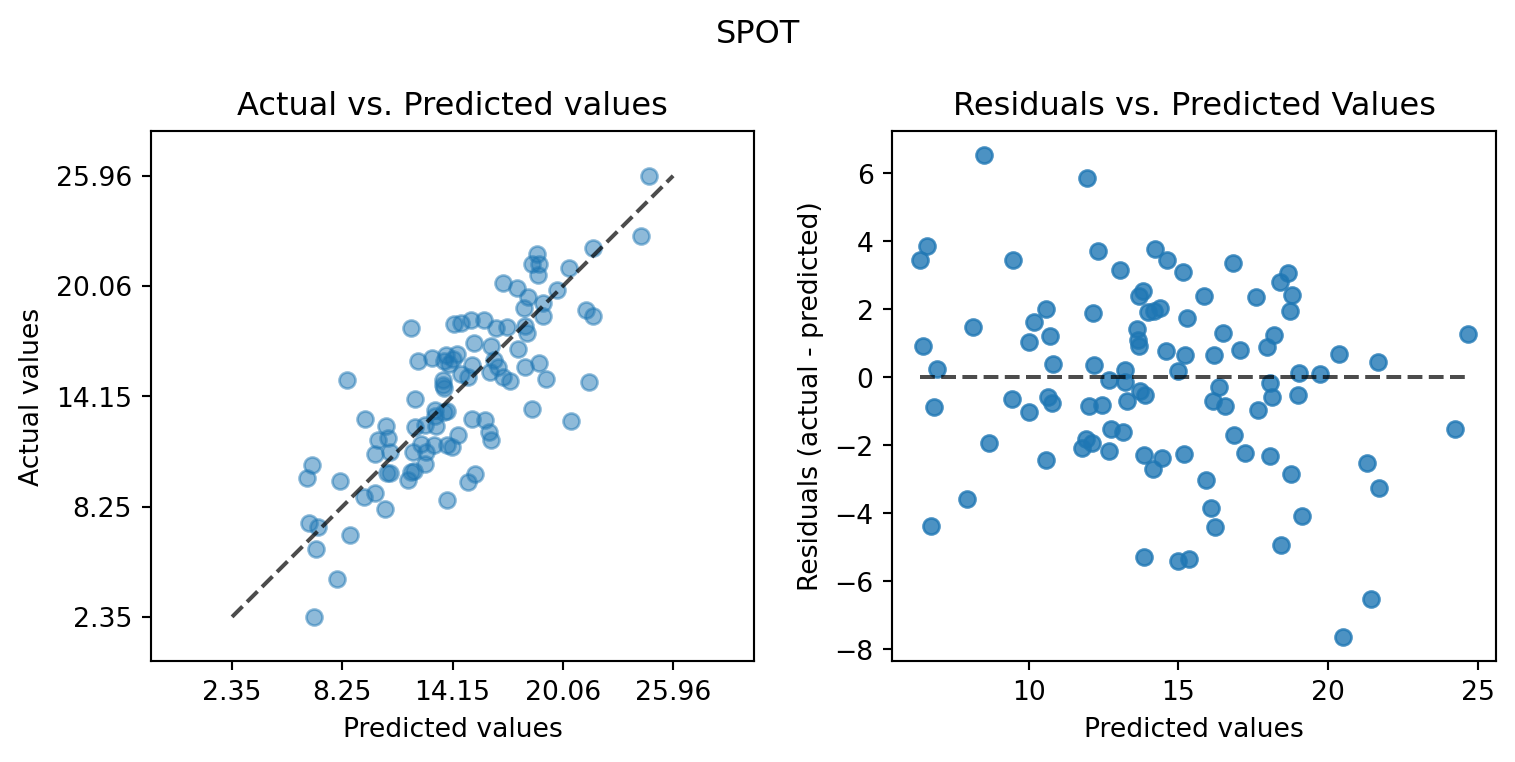 SPOT
Actual vs. Predicted values
Actual values
25.96
20.06
14.15
8.25
2.35
2.35 8.25 14.15 20.06 25.96
Predicted values
Residuals vs. Predicted Values
Residuals (actual - predicted)
6
4
2
0
−2
−4
−6
−8
10 15 20 25
Predicted values